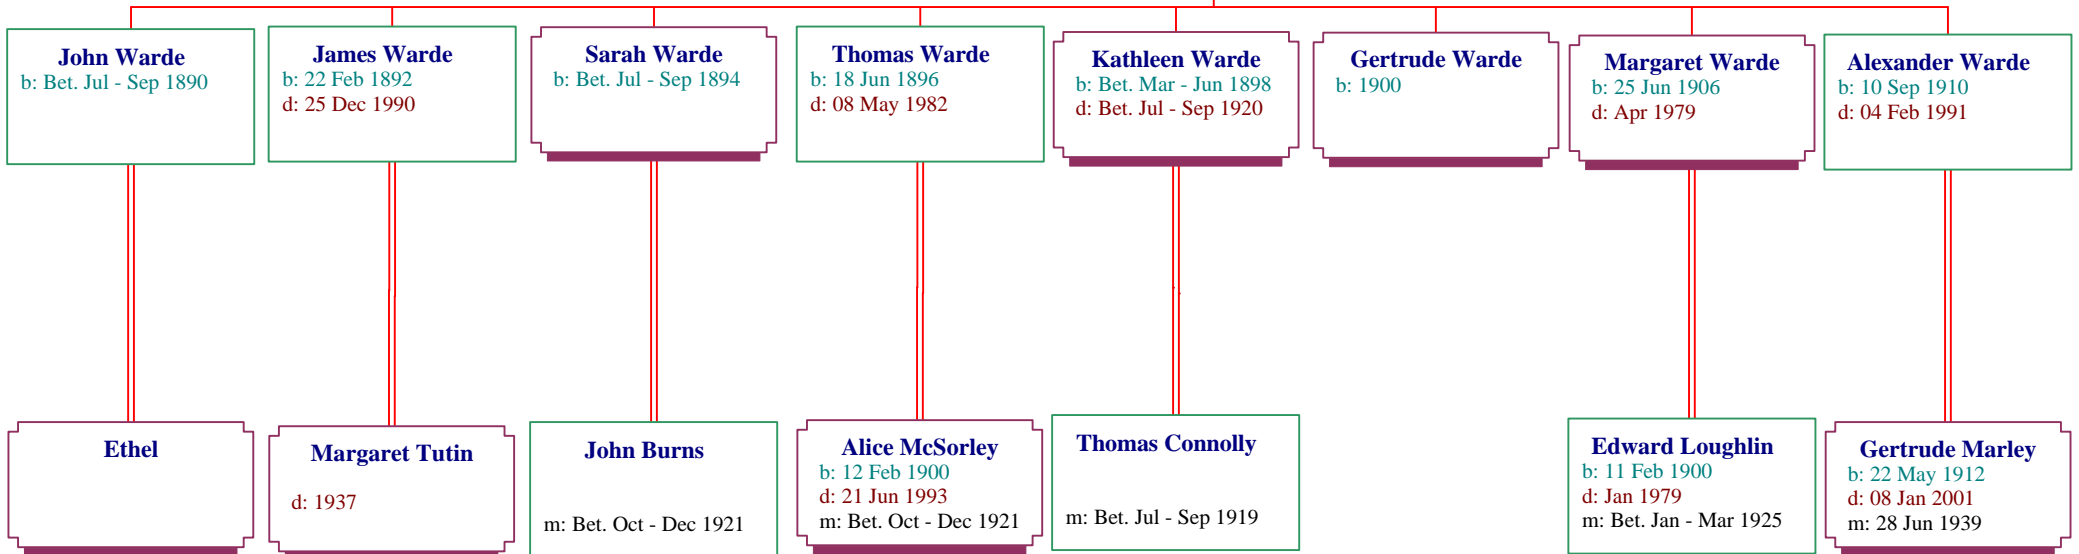 John Warde
b: Bet. Jul - Sep 1890
James Warde
b: 22 Feb 1892
d: 25 Dec 1990
Sarah Warde
b: Bet. Jul - Sep 1894
Thomas Warde
b: 18 Jun 1896
d: 08 May 1982
Kathleen Warde
b: Bet. Mar - Jun 1898
d: Bet. Jul - Sep 1920
Gertrude Warde
b: 1900
Margaret Warde
b: 25 Jun 1906
d: Apr 1979
Alexander Warde
b: 10 Sep 1910
d: 04 Feb 1991
Ethel
Margaret Tutin
d: 1937
John Burns
m: Bet. Oct - Dec 1921
Alice McSorley
b: 12 Feb 1900
d: 21 Jun 1993
m: Bet. Oct - Dec 1921
Thomas Connolly
m: Bet. Jul - Sep 1919
Edward Loughlin
b: 11 Feb 1900
d: Jan 1979
m: Bet. Jan - Mar 1925
Gertrude Marley
b: 22 May 1912
d: 08 Jan 2001
m: 28 Jun 1939